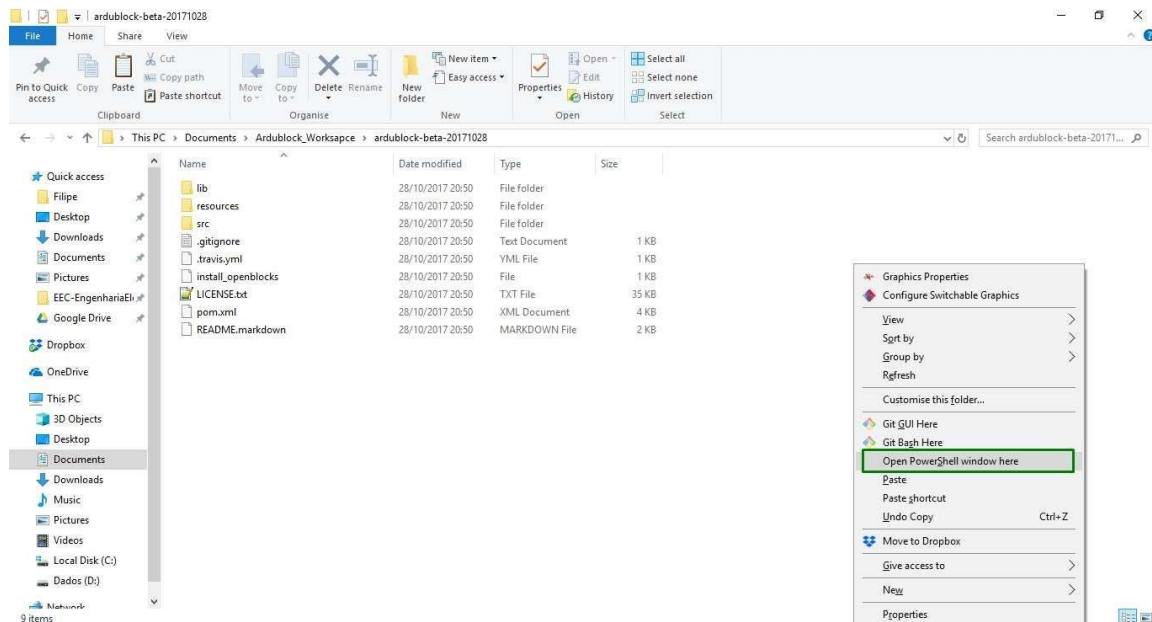 ardublock-beta-20171028
File Home Share View
Pin to Quick access
Copy
Paste
Cut
Copy path
Paste shortcut
Clipboard
Move to
Copy to
Delete
Rename
Organise
New folder
New item
Easy access
New
Properties
Open
Edit
History
Open
Select all
Select none
Invert selection
Select
This PC > Documents > Ardublock_Worksapce > ardublock-beta-20171028
Search ardublock-beta-20171...
Quick access
Filipe
Desktop
Downloads
Documents
Pictures
EEC-EngenhariaEl
Google Drive
Dropbox
OneDrive
This PC
3D Objects
Desktop
Documents
Downloads
Music
Pictures
Videos
Local Disk (C:)
Dados (D:)
Network
9 items
Name Date modified Type Size
lib 28/10/2017 20:50 File folder
resources 28/10/2017 20:50 File folder
src 28/10/2017 20:50 File folder
.gitignore 28/10/2017 20:50 Text Document 1 KB
.travis.yml 28/10/2017 20:50 YML File 1 KB
install_openblocks 28/10/2017 20:50 File 1 KB
LICENSE.txt 28/10/2017 20:50 TXT File 35 KB
pom.xml 28/10/2017 20:50 XML Document 4 KB
README.markdown 28/10/2017 20:50 MARKDOWN File 2 KB
Graphics Properties
Configure Switchable Graphics
View
Sort by
Group by
Refresh
Customise this folder...
Git GUI Here
Git Bash Here
Open PowerShell window here
Paste
Paste shortcut
Undo Copy Ctrl+Z
Move to Dropbox
Give access to
New
Properties